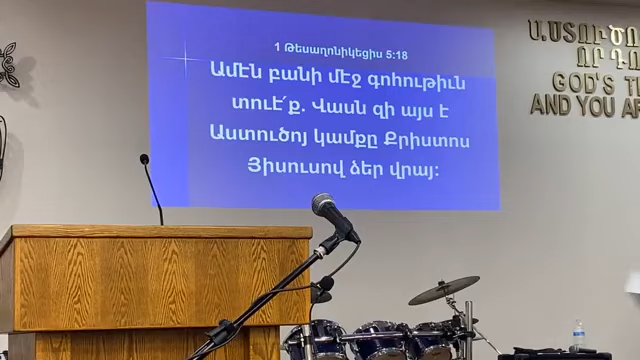 1 Թեսաղոնիկեցիս 5:18
Ամէն բանի մէջ գոհութիւն
տուէ՛ք. Վասն զի այս է
Աստուծոյ կամքը Քրիստոս
Յիսուսով ձեր վրայ:
GOD'S
AND YOU